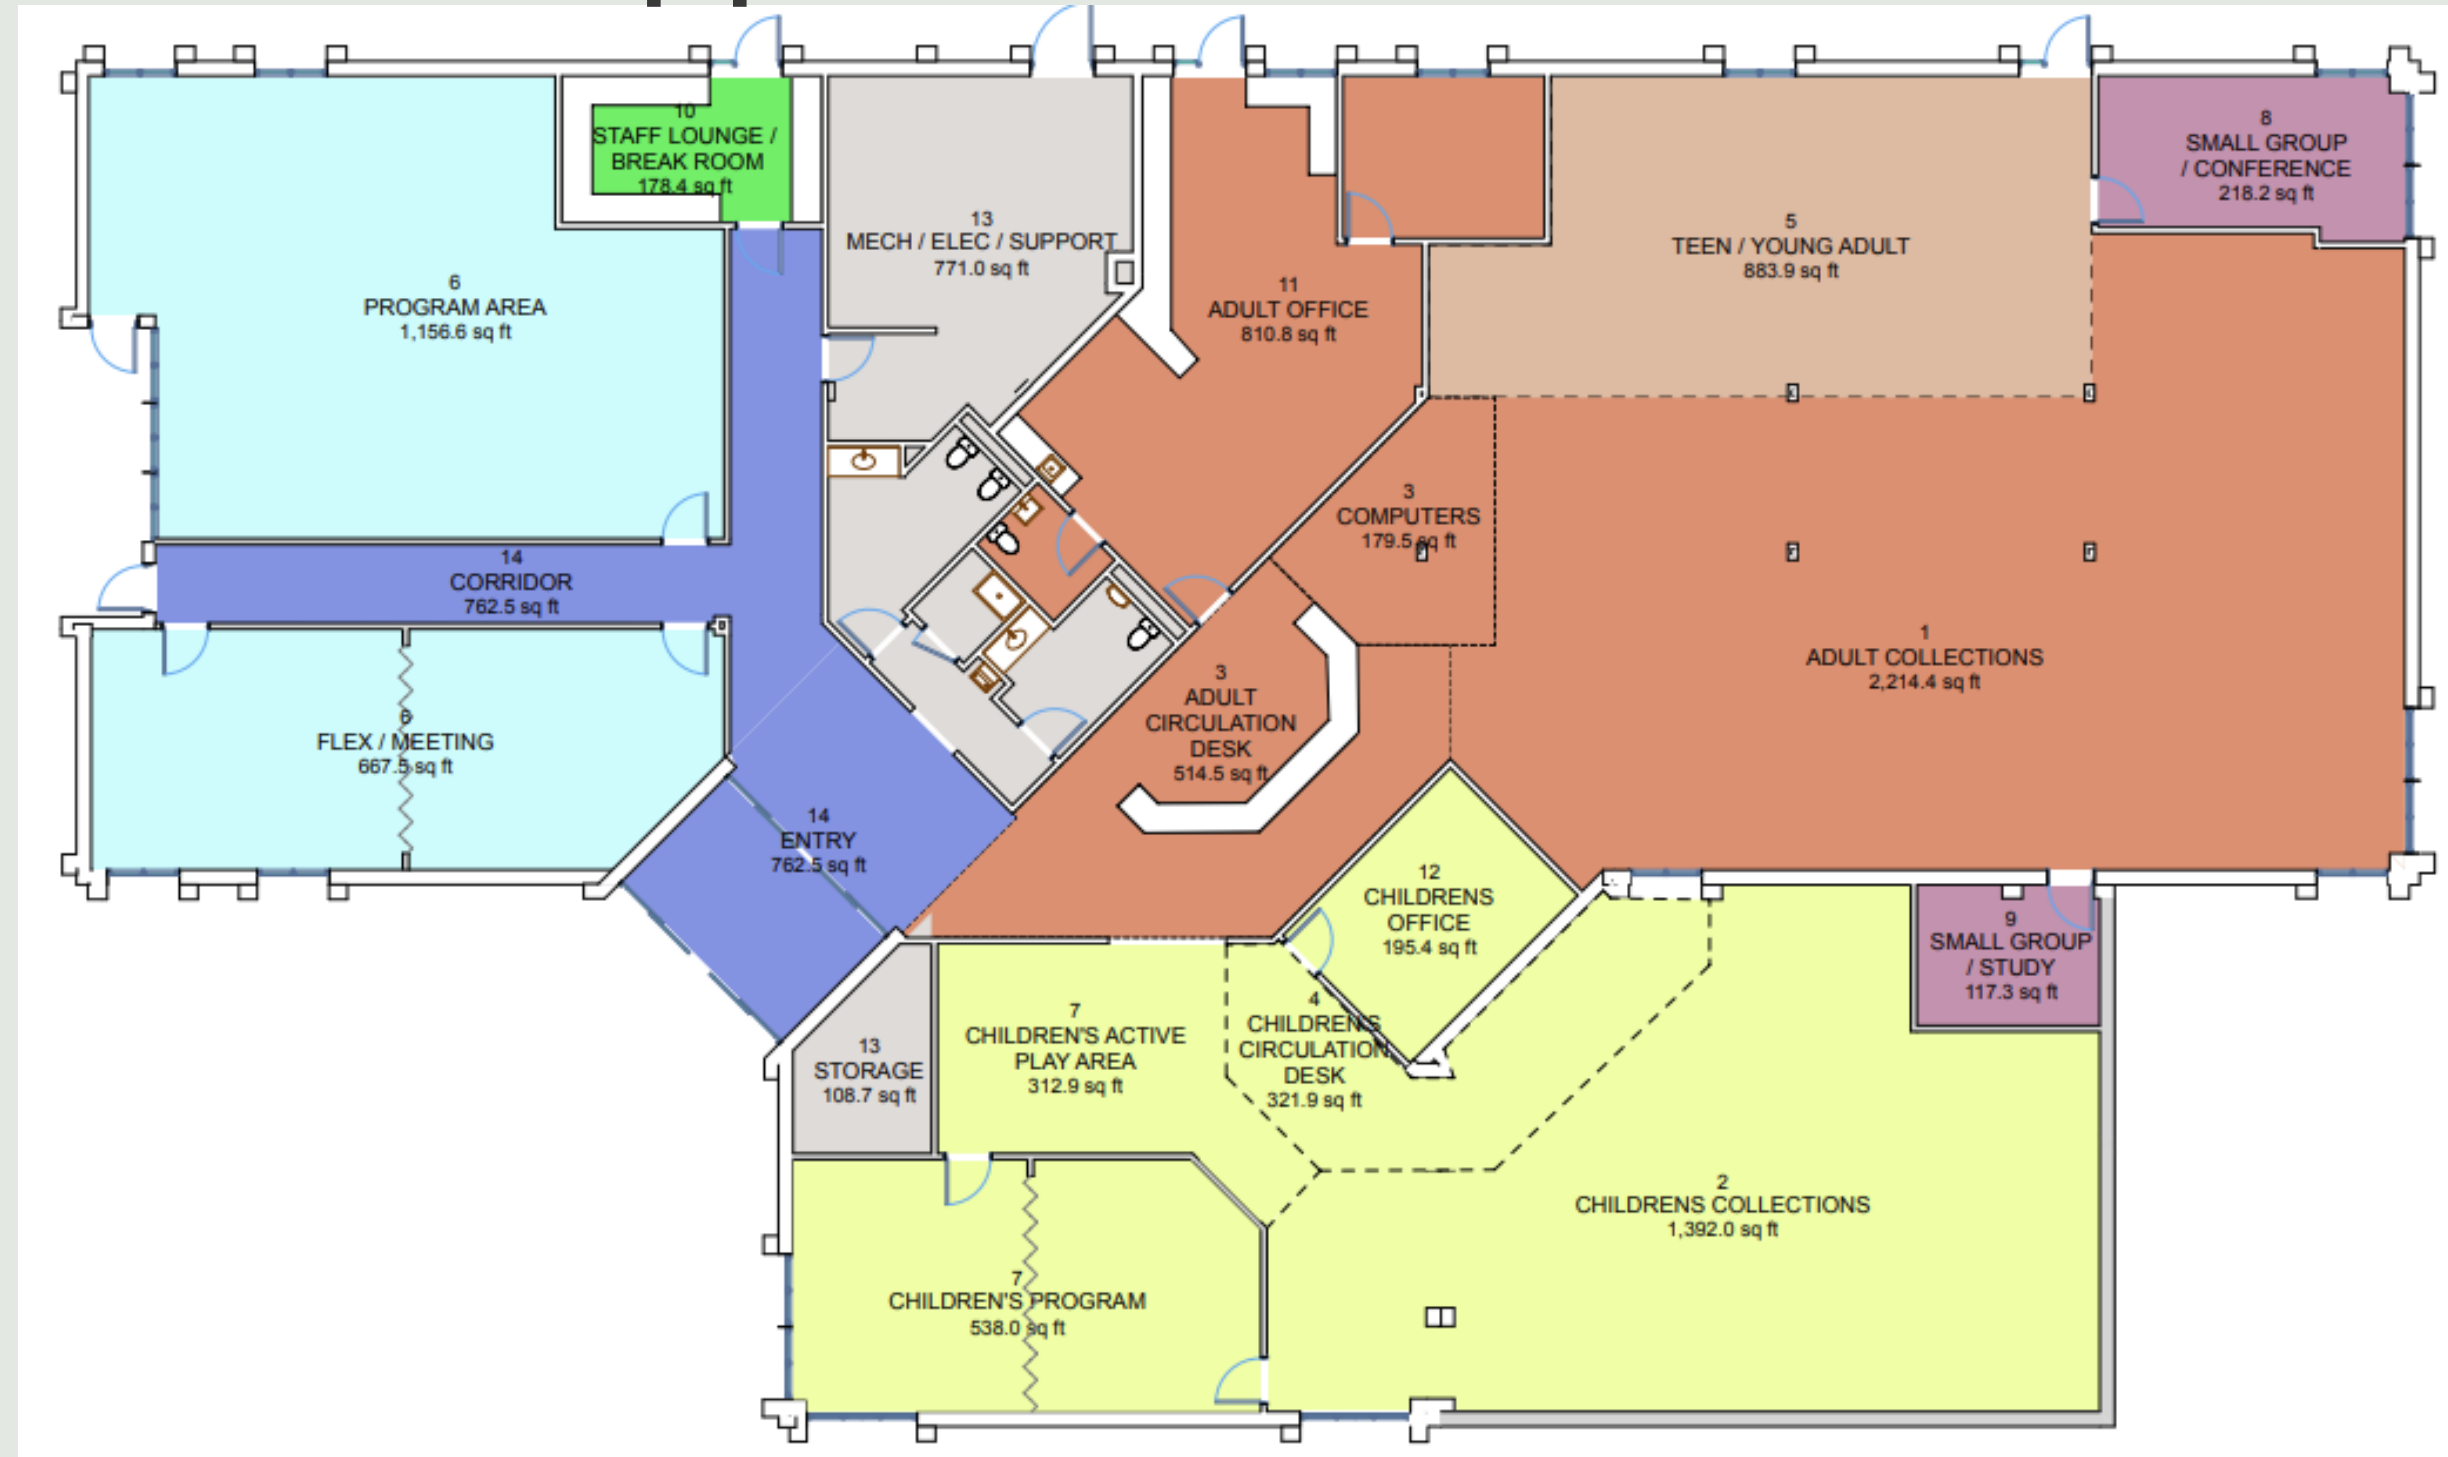 10
STAFF LOUNGE /
BREAK ROOM
178.4 sq ft
8
SMALL GROUP
/ CONFERENCE
218.2 sq ft
13
MECH / ELEC / SUPPORT
771.0 sq ft
5
TEEN / YOUNG ADULT
883.9 sq ft
6
PROGRAM AREA
1,156.6 sq ft
11
ADULT OFFICE
810.8 sq ft
3
COMPUTERS
179.5 sq ft
14
CORRIDOR
762.5 sq ft
1
ADULT COLLECTIONS
2,214.4 sq ft
3
ADULT
CIRCULATION
DESK
514.5 sq ft
6
FLEX / MEETING
667.5 sq ft
14
ENTRY
762.5 sq ft
12
CHILDRENS
OFFICE
195.4 sq ft
9
SMALL GROUP
/ STUDY
117.3 sq ft
7
CHILDREN'S ACTIVE
PLAY AREA
312.9 sq ft
4
CHILDREN'S
CIRCULATION
DESK
321.9 sq ft
13
STORAGE
108.7 sq ft
2
CHILDRENS COLLECTIONS
1,392.0 sq ft
7
CHILDREN'S PROGRAM
538.0 sq ft